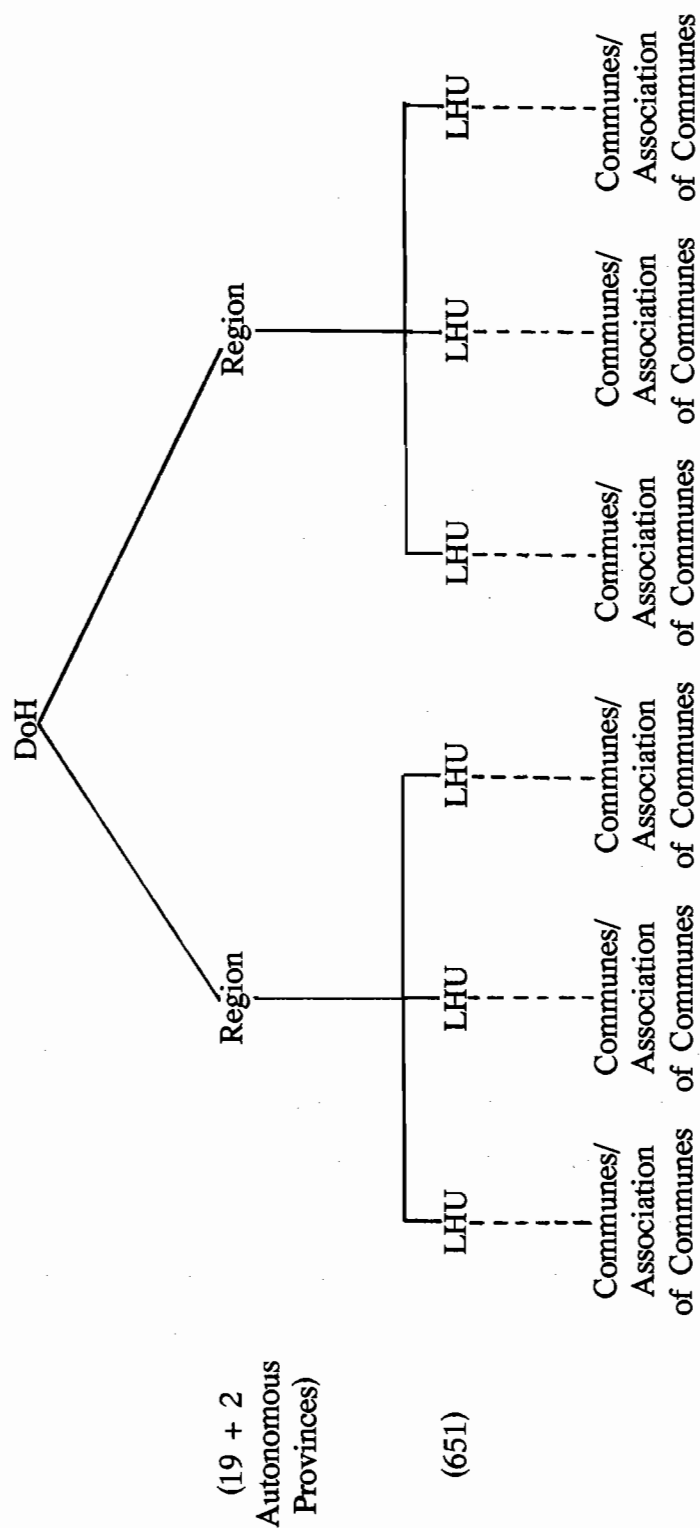 DoH
(19 + 2
Autonomous
Provinces)
Region
Region
(651)
LHU
LHU
LHU
LHU
LHU
LHU
Communes/
Association
of Communes
Communes/
Association
of Communes
Communes/
Association
of Communes
Commues/
Association
of Communes
Communes/
Association
of Communes
Communes/
Association
of Communes